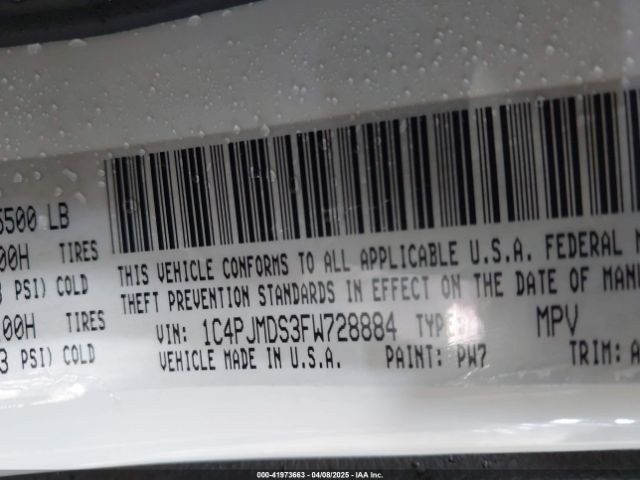 5500 LB
00H TIRES
PSI) COLD
00H
3 PSI) COLD
THIS VEHICLE CONFORMS TO ALL APPLICABLE U.S.A. FEDERAL
THEFT PREVENTION STANDARDS IN EFFECT ON THE DATE OF MAN
VIN: 1C4PJMDS3FW728884 TYPE: MPV
VEHICLE MADE IN U.S.A. PAINT: PW7 TRIM: A
000-41973663 - 04/08/2025 - IAA Inc.